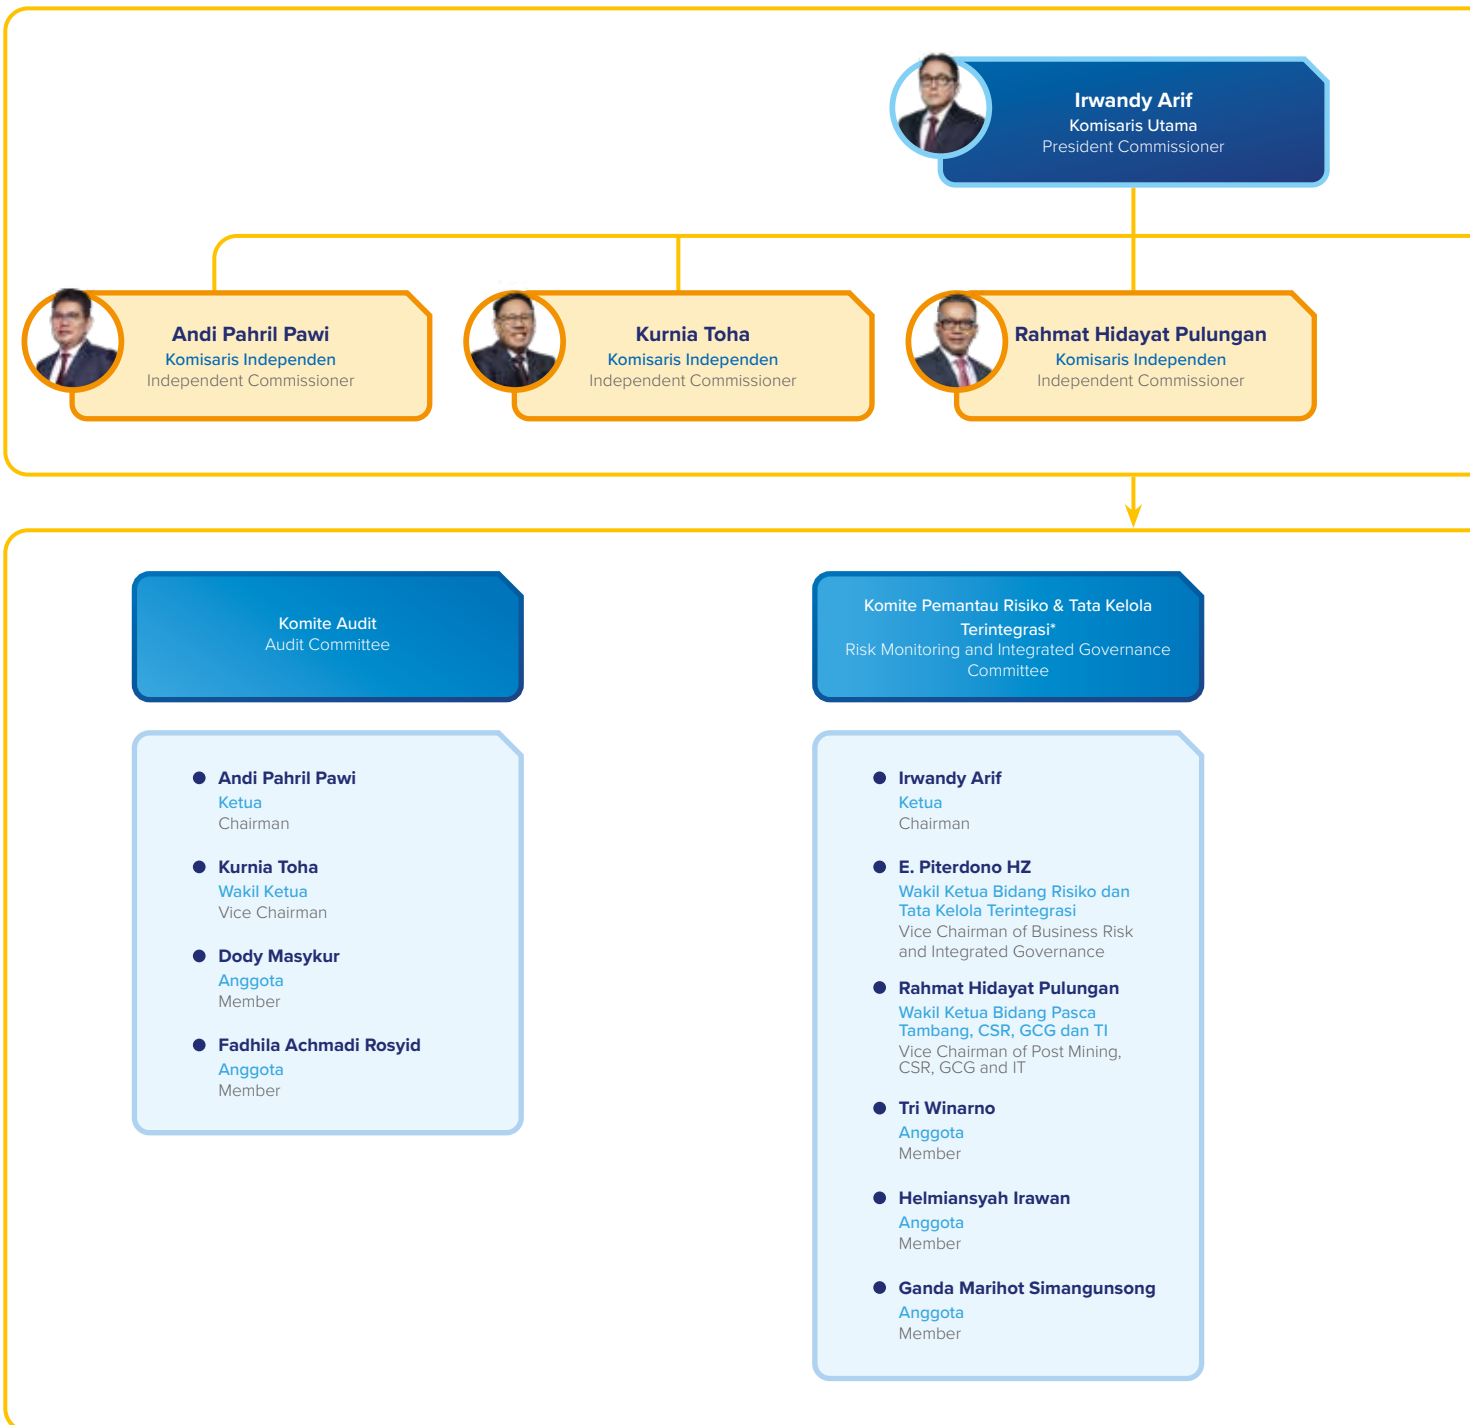 Irwandy Arif
Komisaris Utama
President Commissioner
Andi Pahril Pawi
Komisaris Independen
Independent Commissioner
Kurnia Toha
Komisaris Independen
Independent Commissioner
Rahmat Hidayat Pulungan
Komisaris Independen
Independent Commissioner
Komite Audit
Audit Committee
Andi Pahril Pawi
Ketua
Chairman
Kurnia Toha
Wakil Ketua
Vice Chairman
Dody Masykur
Anggota
Member
Fadhila Achmadi Rosyid
Anggota
Member
Komite Pemantau Risiko & Tata Kelola
Terintegrasi*
Risk Monitoring and Integrated Governance
Committee
Irwandy Arif
Ketua
Chairman
E. Piterdono HZ
Wakil Ketua Bidang Risiko dan
Tata Kelola Terintegrasi
Vice Chairman of Business Risk
and Integrated Governance
Rahmat Hidayat Pulungan
Wakil Ketua Bidang Pasca
Tambang, CSR, GCG dan TI
Vice Chairman of Post Mining,
CSR, GCG and IT
Tri Winarno
Anggota
Member
Helmiansyah Irawan
Anggota
Member
Ganda Marihot Simangunsong
Anggota
Member